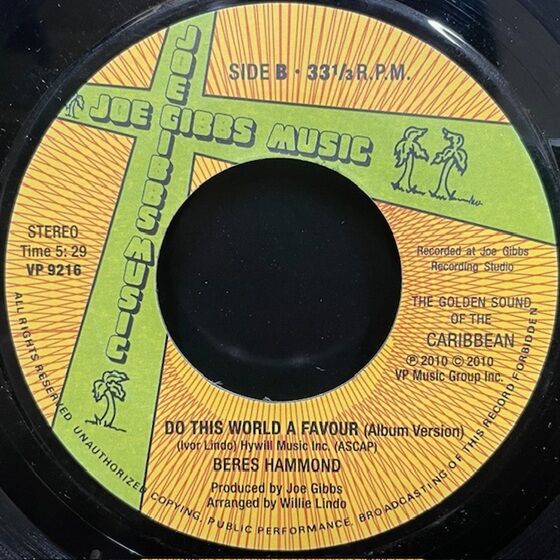 SIDE B • 33 1/3 R.P.M.
JOE GIBBS MUSIC
JOE GIBBS MUSIC
STEREO
Time 5: 29
VP 9216
Recorded at Joe Gibbs
Recording Studio
THE GOLDEN SOUND
OF THE
CARIBBEAN
℗ 2010 © 2010
VP Music Group Inc.
DO THIS WORLD A FAVOUR (Album Version)
(Ivor Lindo) Hywill Music Inc. (ASCAP)
BERES HAMMOND
Produced by Joe Gibbs
Arranged by Willie Lindo
ALL RIGHTS RESERVED UNAUTHORIZED COPYING, PUBLIC PERFORMANCE, BROADCASTING OF THIS RECORD FORBIDDEN